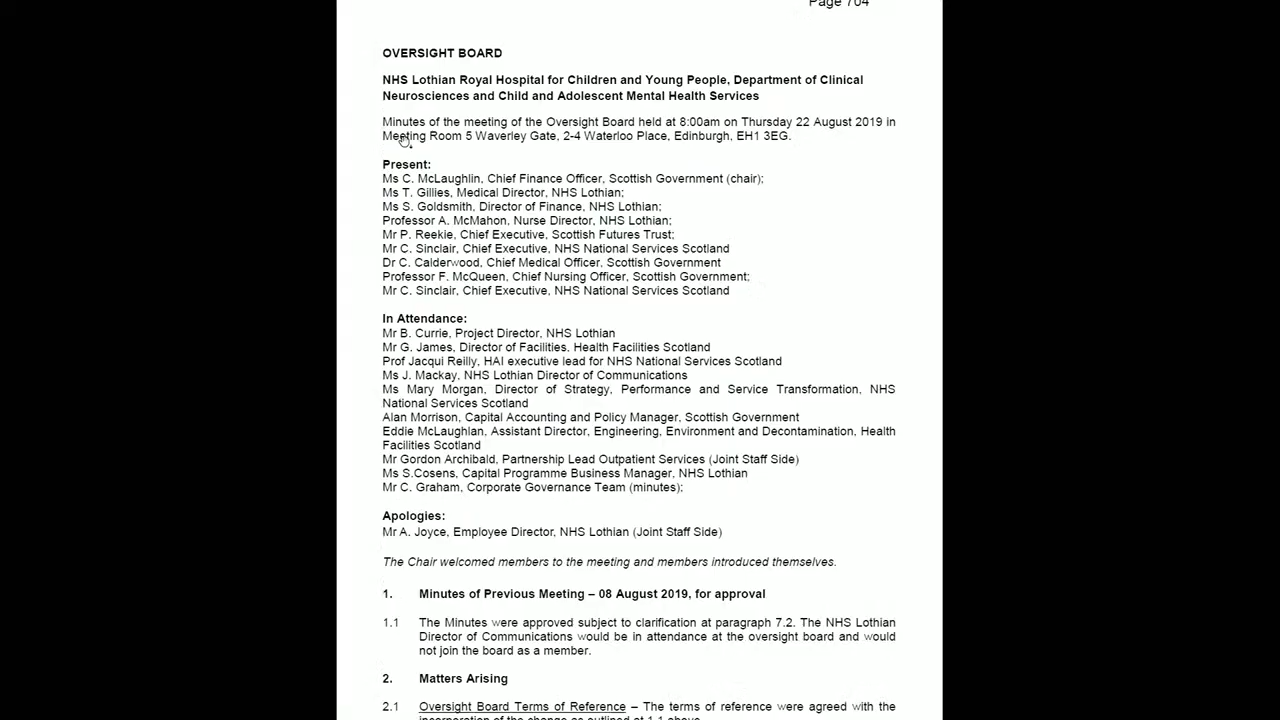 Page 704
OVERSIGHT BOARD
NHS Lothian Royal Hospital for Children and Young People, Department of Clinical
Neurosciences and Child and Adolescent Mental Health Services
Minutes of the meeting of the Oversight Board held at 8:00am on Thursday 22 August 2019 in
Meeting Room 5 Waverley Gate, 2-4 Waterloo Place, Edinburgh, EH1 3EG.
Present:
Ms C. McLaughlin, Chief Finance Officer, Scottish Government (chair);
Ms T. Gillies, Medical Director, NHS Lothian;
Ms S. Goldsmith, Director of Finance, NHS Lothian;
Professor A. McMahon, Nurse Director, NHS Lothian;
Mr P. Reekie, Chief Executive, Scottish Futures Trust;
Mr C. Sinclair, Chief Executive, NHS National Services Scotland
Dr C. Calderwood, Chief Medical Officer, Scottish Government
Professor F. McQueen, Chief Nursing Officer, Scottish Government;
Mr C. Sinclair, Chief Executive, NHS National Services Scotland
In Attendance:
Mr B. Currie, Project Director, NHS Lothian
Mr G. James, Director of Facilities, Health Facilities Scotland
Prof Jacqui Reilly, HAI executive lead for NHS National Services Scotland
Ms J. Mackay, NHS Lothian Director of Communications
Ms Mary Morgan, Director of Strategy, Performance and Service Transformation, NHS
National Services Scotland
Alan Morrison, Capital Accounting and Policy Manager, Scottish Government
Eddie McLaughlan, Assistant Director, Engineering, Environment and Decontamination, Health
Facilities Scotland
Mr Gordon Archibald, Partnership Lead Outpatient Services (Joint Staff Side)
Ms S.Cosens, Capital Programme Business Manager, NHS Lothian
Mr C. Graham, Corporate Governance Team (minutes);
Apologies:
Mr A. Joyce, Employee Director, NHS Lothian (Joint Staff Side)
The Chair welcomed members to the meeting and members introduced themselves.
1. Minutes of Previous Meeting – 08 August 2019, for approval
1.1 The Minutes were approved subject to clarification at paragraph 7.2. The NHS Lothian
Director of Communications would be in attendance at the oversight board and would
not join the board as a member.
2. Matters Arising
2.1 Oversight Board Terms of Reference – The terms of reference were agreed with the
incorporation of the change as outlined at 1.1 above.